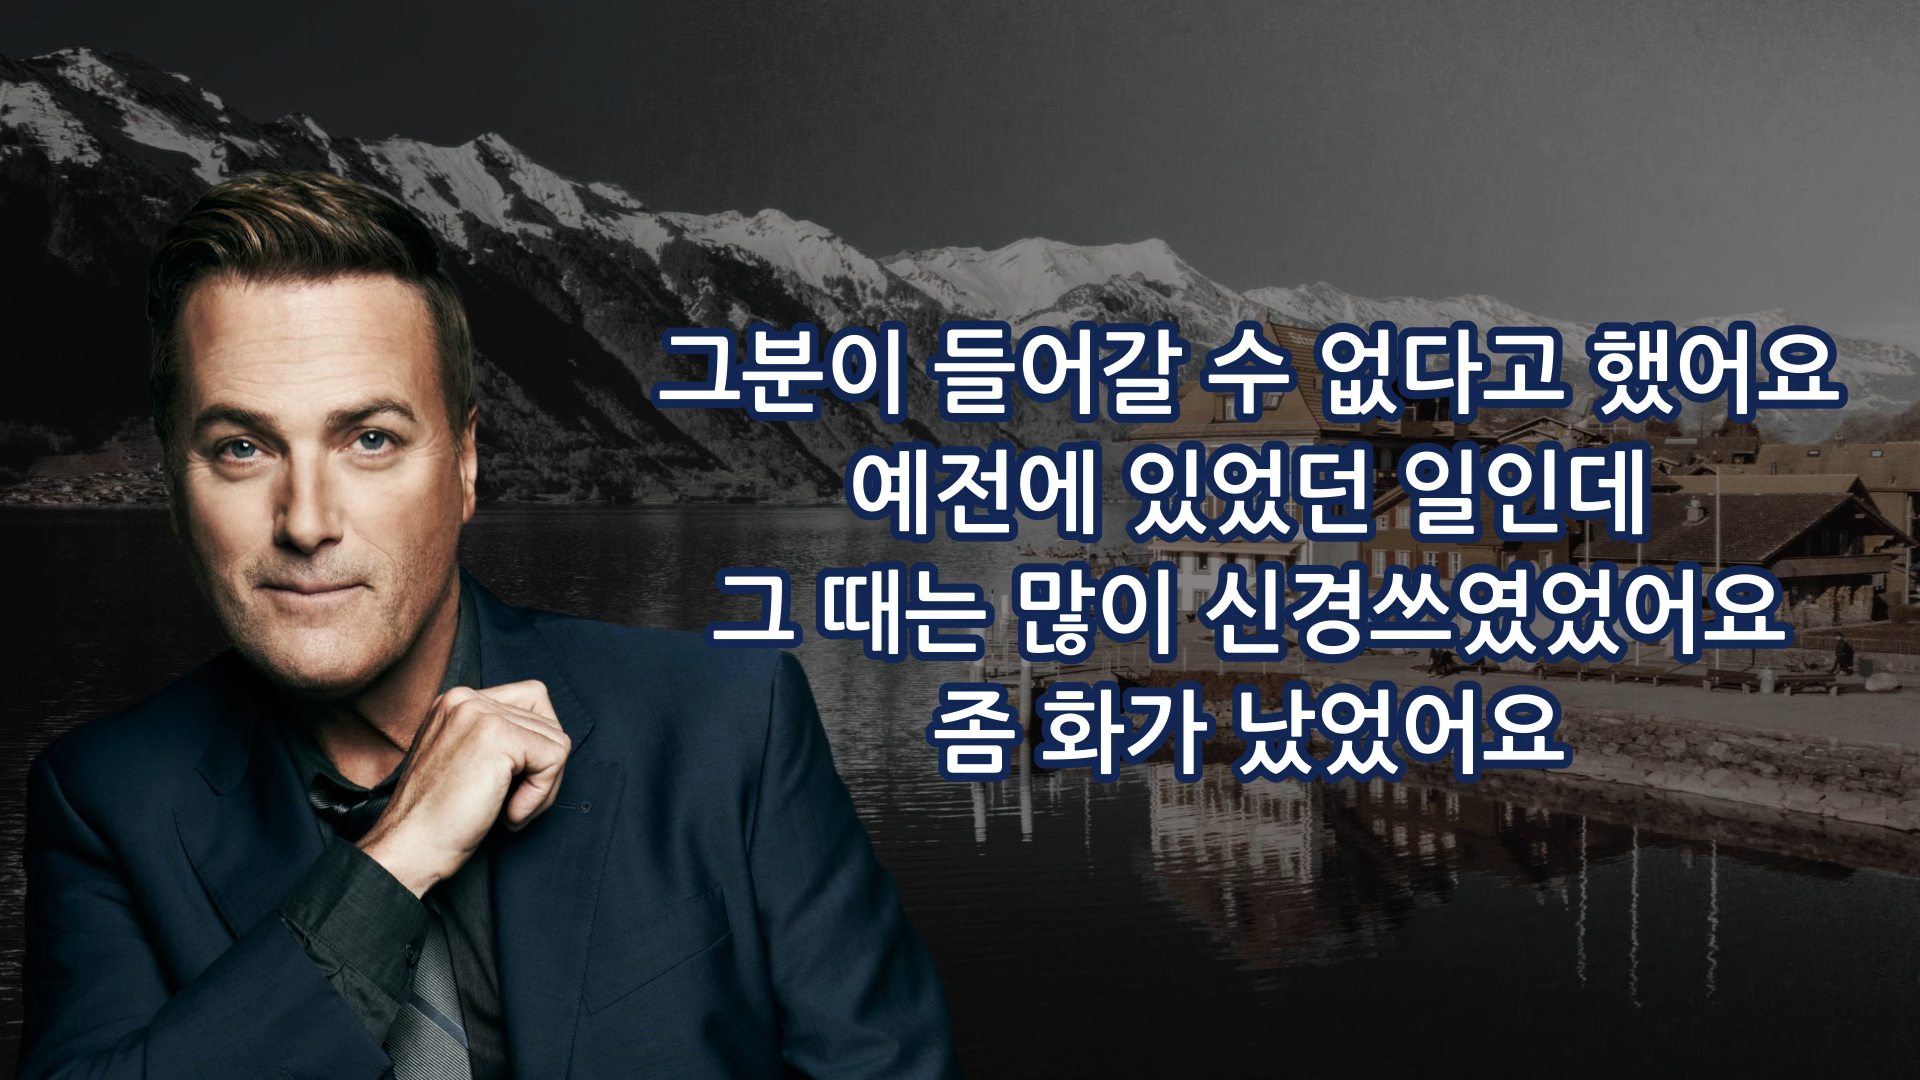 그분이 들어갈 수 없다고 했어요
예전에 있었던 일인데
그 때는 많이 신경쓰였었어요
좀 화가 났었어요